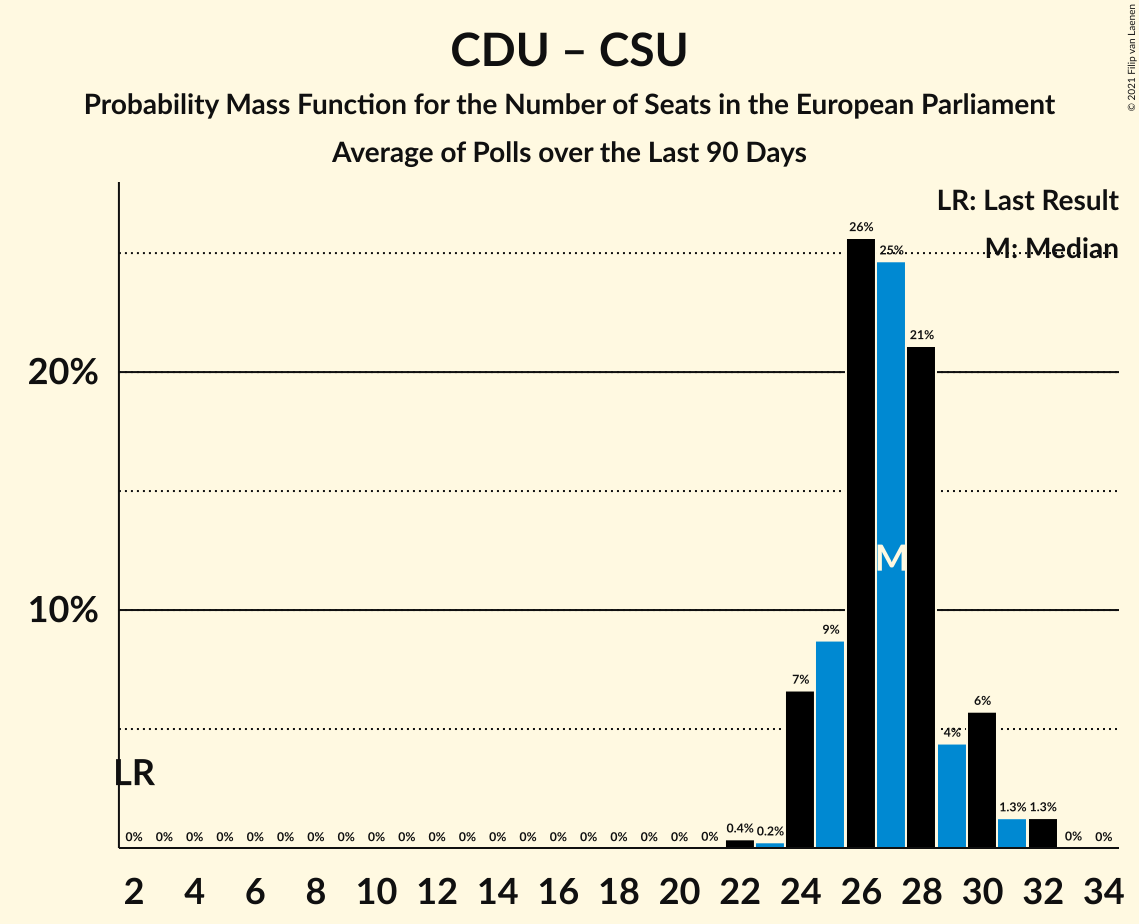 © 2021 Filip van Laenen
CDU – CSU
Probability Mass Function for the Number of Seats in the European Parliament
Average of Polls over the Last 90 Days
LR: Last Result
M: Median
26%
25%
21%
20%
M
10%
9%
7%
6%
4%
LR
1.3% 1.3%
0% 0% 0% 0% 0% 0% 0% 0% 0% 0% 0% 0% 0% 0% 0% 0% 0% 0% 0% 0% 0.4% 0.2% 0% 0%
2 4 6 8 10 12 14 16 18 20 22 24 26 28 30 32 34